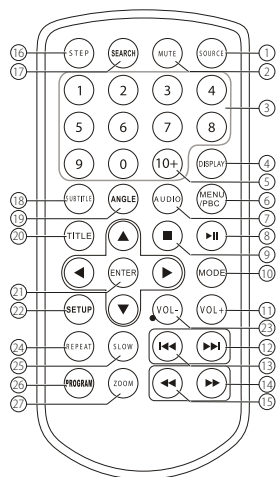 ⑯ STEP SEARCH MUTE SOURCE ①
⑰ ②
1 2 3 4 ③
5 6 7 8
9 0 10+ DISPLAY ④
⑤
⑱ SUBTITLE ANGLE AUDIO MENU /PBC ⑥
⑲ ⑦
⑳ TITLE ⑧
⑨
㉑ ENTER MODE ⑩
㉒ SETUP VOL- VOL+ ⑪
㉓
㉔ REPEAT SLOW ⑫
㉕ ⑬
㉖ PROGRAM ZOOM ⑭
㉗ ⑮